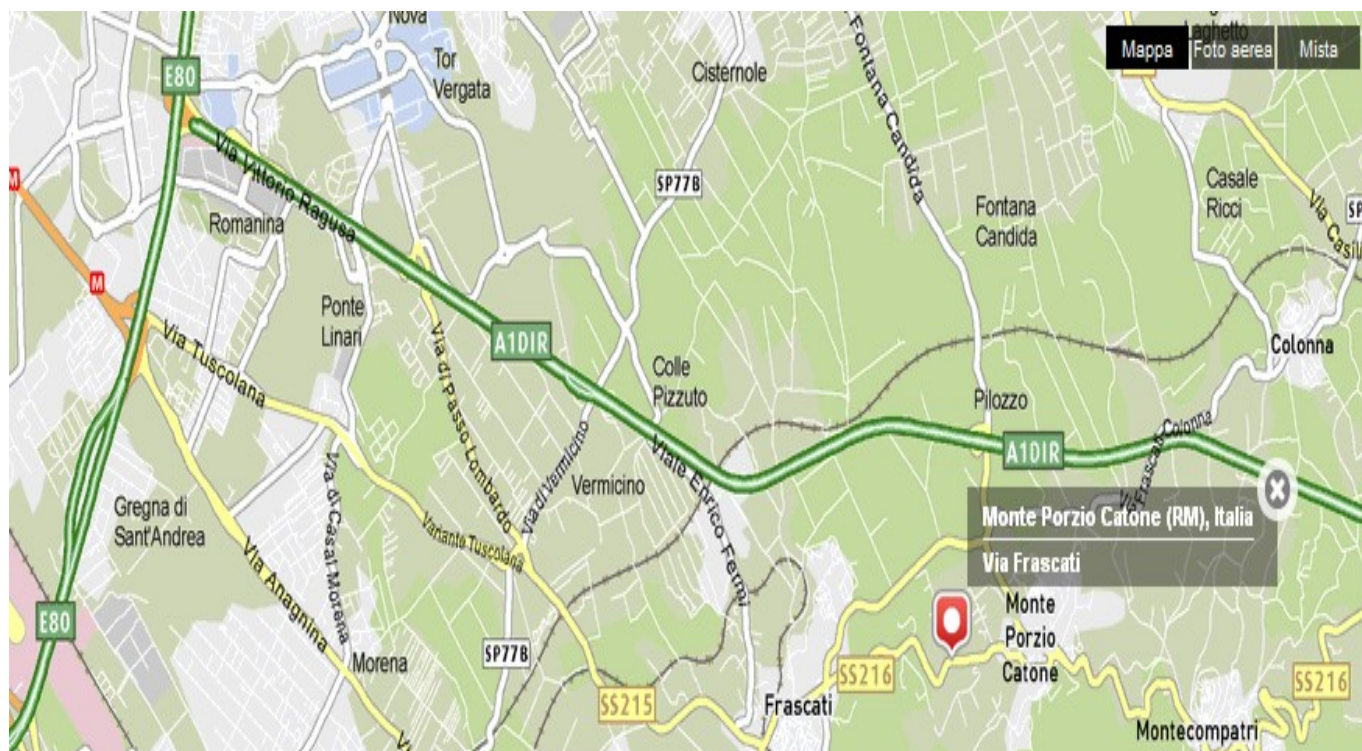 Nova
Laghetto
Mappa
Foto aerea
Mista
Tor
Vergata
Cisternole
E80
Fontana Candida
M
SP77B
Casale
Ricci
Via Vittorio Ragusa
Romanina
Fontana
Candida
M
Ponte
Linari
A1DIR
Colonna
Via Tuscolana
Via di Passo Lombardo
Colle
Pizzuto
Pilozzo
Viale Enrico Fermi
A1DIR
Via Frascati Colonna
Via di Vermicino
Vermicino
Gregna di
Sant'Andrea
Via di Casal Morena
Variante Tuscolana
Monte Porzio Catone (RM), Italia
Via Frascati
Via Anagnina
E80
Monte
Porzio
Catone
Morena
SP77B
SS216
SS216
SS215
Frascati
Montecompatri